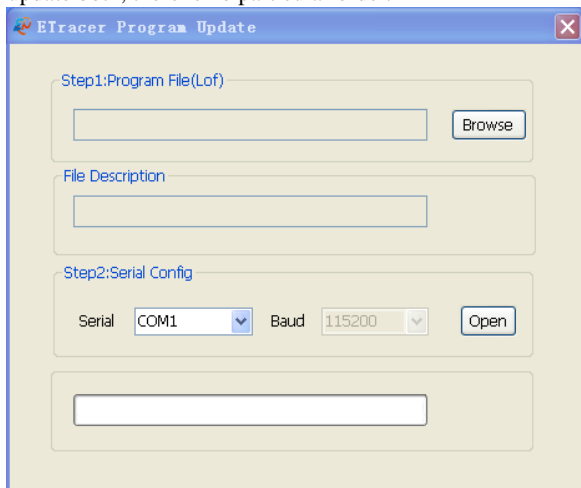 ETracer Program Update
Step1:Program File(Lof)
Browse
File Description
Step2:Serial Config
Serial COM1 Baud 115200 Open